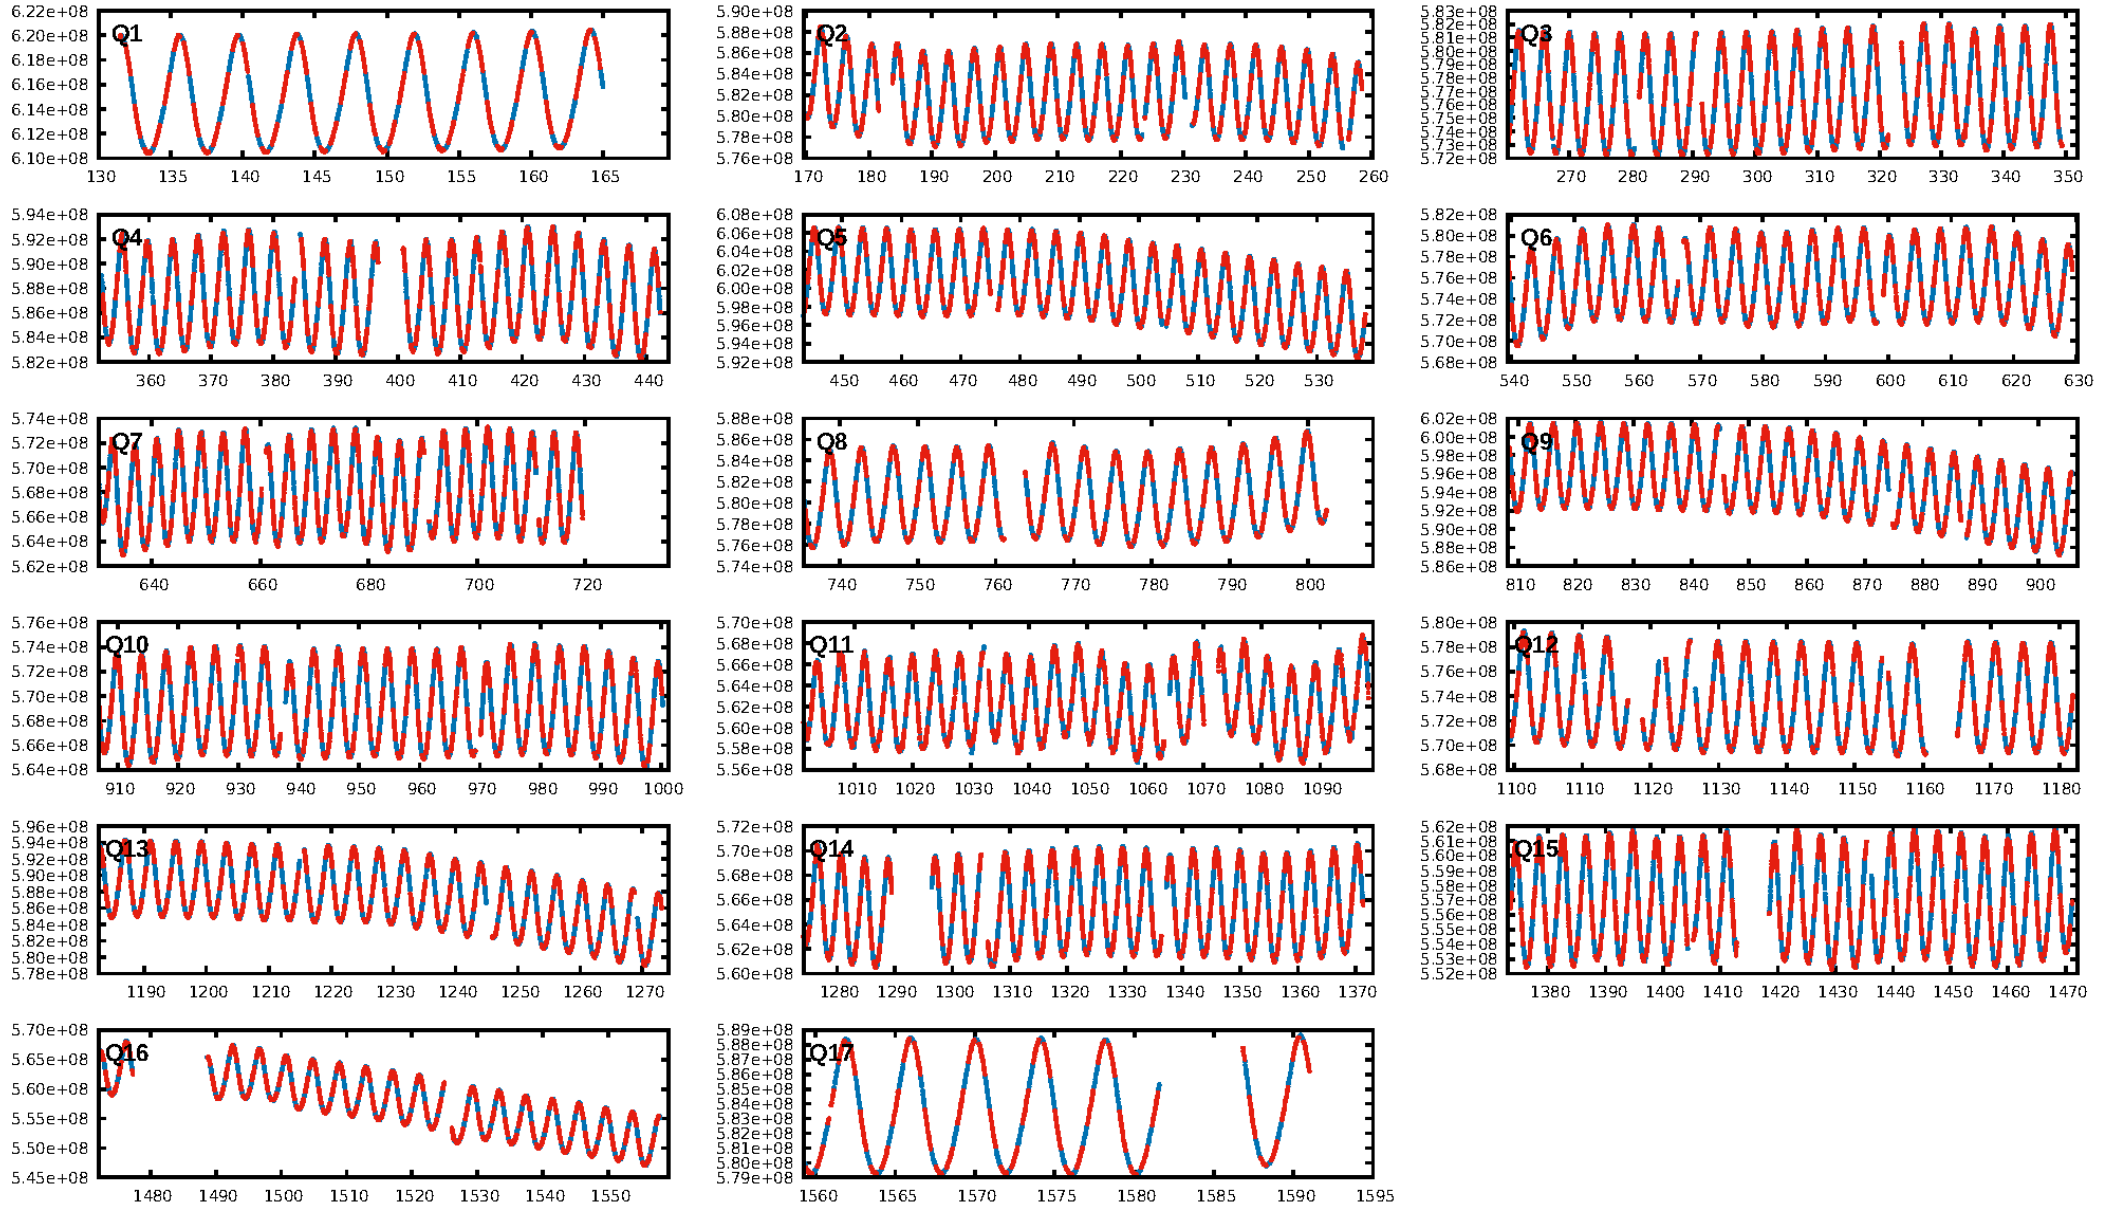 6.22e+08
6.20e+08
6.18e+08
6.16e+08
6.14e+08
6.12e+08
6.10e+08
Q1
130 135 140 145 150 155 160 165
5.90e+08
5.88e+08
5.86e+08
5.84e+08
5.82e+08
5.80e+08
5.78e+08
5.76e+08
Q2
170 180 190 200 210 220 230 240 250 260
5.83e+08
5.82e+08
5.81e+08
5.80e+08
5.79e+08
5.78e+08
5.77e+08
5.76e+08
5.75e+08
5.74e+08
5.73e+08
5.72e+08
Q3
270 280 290 300 310 320 330 340 350
5.94e+08
5.92e+08
5.90e+08
5.88e+08
5.86e+08
5.84e+08
5.82e+08
Q4
360 370 380 390 400 410 420 430 440
6.08e+08
6.06e+08
6.04e+08
6.02e+08
6.00e+08
5.98e+08
5.96e+08
5.94e+08
5.92e+08
Q5
450 460 470 480 490 500 510 520 530
5.82e+08
5.80e+08
5.78e+08
5.76e+08
5.74e+08
5.72e+08
5.70e+08
5.68e+08
Q6
540 550 560 570 580 590 600 610 620 630
5.74e+08
5.72e+08
5.70e+08
5.68e+08
5.66e+08
5.64e+08
5.62e+08
Q7
640 660 680 700 720
5.88e+08
5.86e+08
5.84e+08
5.82e+08
5.80e+08
5.78e+08
5.76e+08
5.74e+08
Q8
740 750 760 770 780 790 800
6.02e+08
6.00e+08
5.98e+08
5.96e+08
5.94e+08
5.92e+08
5.90e+08
5.88e+08
5.86e+08
Q9
810 820 830 840 850 860 870 880 890 900
5.76e+08
5.74e+08
5.72e+08
5.70e+08
5.68e+08
5.66e+08
5.64e+08
Q10
910 920 930 940 950 960 970 980 990 1000
5.70e+08
5.68e+08
5.66e+08
5.64e+08
5.62e+08
5.60e+08
5.58e+08
5.56e+08
Q11
1010 1020 1030 1040 1050 1060 1070 1080 1090
5.80e+08
5.78e+08
5.76e+08
5.74e+08
5.72e+08
5.70e+08
5.68e+08
Q12
1100 1110 1120 1130 1140 1150 1160 1170 1180
5.96e+08
5.94e+08
5.92e+08
5.90e+08
5.88e+08
5.86e+08
5.84e+08
5.82e+08
5.80e+08
5.78e+08
Q13
1190 1200 1210 1220 1230 1240 1250 1260 1270
5.72e+08
5.70e+08
5.68e+08
5.66e+08
5.64e+08
5.62e+08
5.60e+08
Q14
1280 1290 1300 1310 1320 1330 1340 1350 1360 1370
5.62e+08
5.61e+08
5.60e+08
5.59e+08
5.58e+08
5.57e+08
5.56e+08
5.55e+08
5.54e+08
5.53e+08
5.52e+08
Q15
1380 1390 1400 1410 1420 1430 1440 1450 1460 1470
5.70e+08
5.65e+08
5.60e+08
5.55e+08
5.50e+08
5.45e+08
Q16
1480 1490 1500 1510 1520 1530 1540 1550
5.89e+08
5.88e+08
5.87e+08
5.86e+08
5.85e+08
5.84e+08
5.83e+08
5.82e+08
5.81e+08
5.80e+08
5.79e+08
Q17
1560 1565 1570 1575 1580 1585 1590 1595